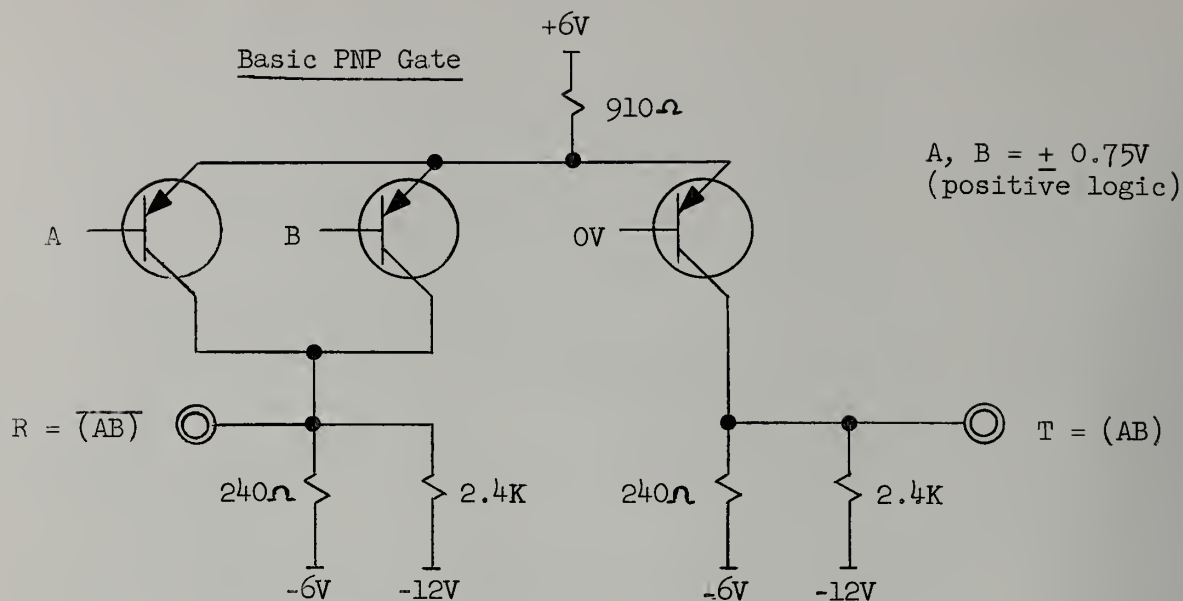 +6V
Basic PNP Gate
910Ω
A, B = ± 0.75V
(positive logic)
A
B
0V
R = (A̅B̅)
T = (AB)
240Ω
2.4K
240Ω
2.4K
-6V
-12V
-6V
-12V